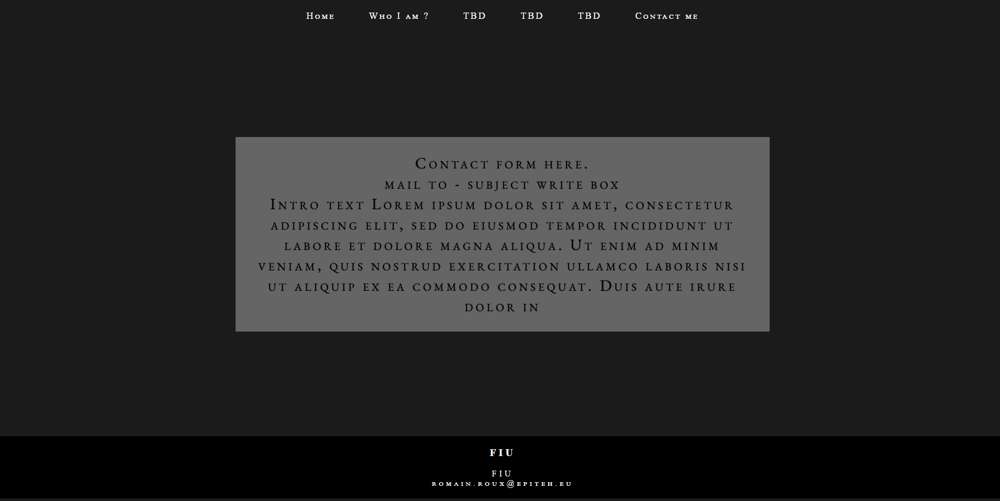 Home Who I am ? TBD TBD TBD Contact me
Contact form here.
mail to - subject write box
Intro text Lorem ipsum dolor sit amet, consectetur
adipiscing elit, sed do eiusmod tempor incididunt ut
labore et dolore magna aliqua. Ut enim ad minim
veniam, quis nostrud exercitation ullamco laboris nisi
ut aliquip ex ea commodo consequat. Duis aute irure
dolor in
FIU
FIU
romain.roux@epiteh.eu